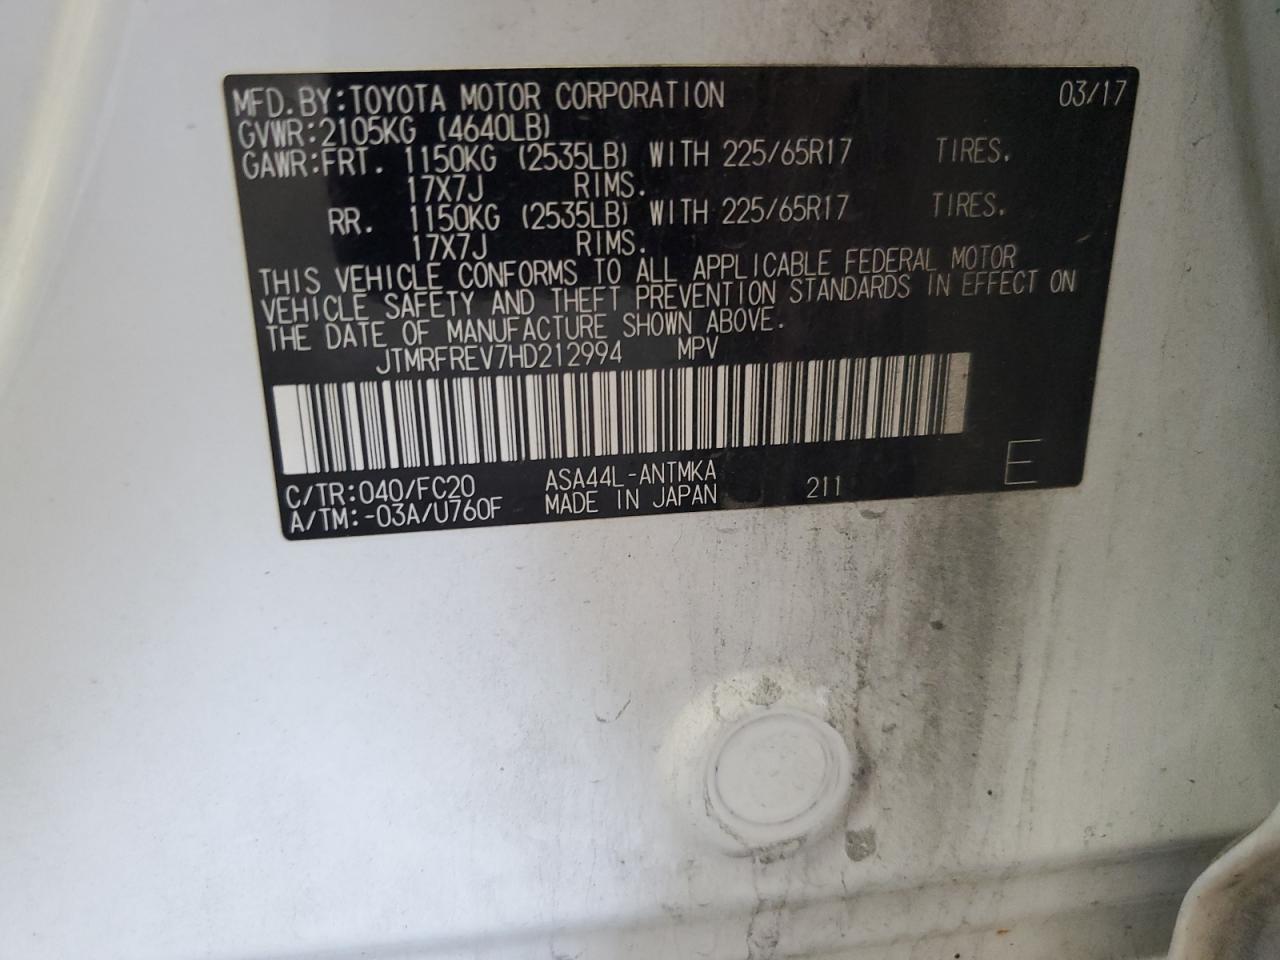 MFD.BY:TOYOTA MOTOR CORPORATION 03/17
GVWR:2105KG (4640LB)
GAWR:FRT. 1150KG (2535LB) WITH 225/65R17 TIRES.
17X7J RIMS.
RR. 1150KG (2535LB) WITH 225/65R17 TIRES.
17X7J RIMS.
THIS VEHICLE CONFORMS TO ALL APPLICABLE FEDERAL MOTOR
VEHICLE SAFETY AND THEFT PREVENTION STANDARDS IN EFFECT ON
THE DATE OF MANUFACTURE SHOWN ABOVE.
JTMRFREV7HD212994 MPV
C/TR:040/FC20 ASA44L-ANTMKA
A/TM:-03A/U760F MADE IN JAPAN 211 E